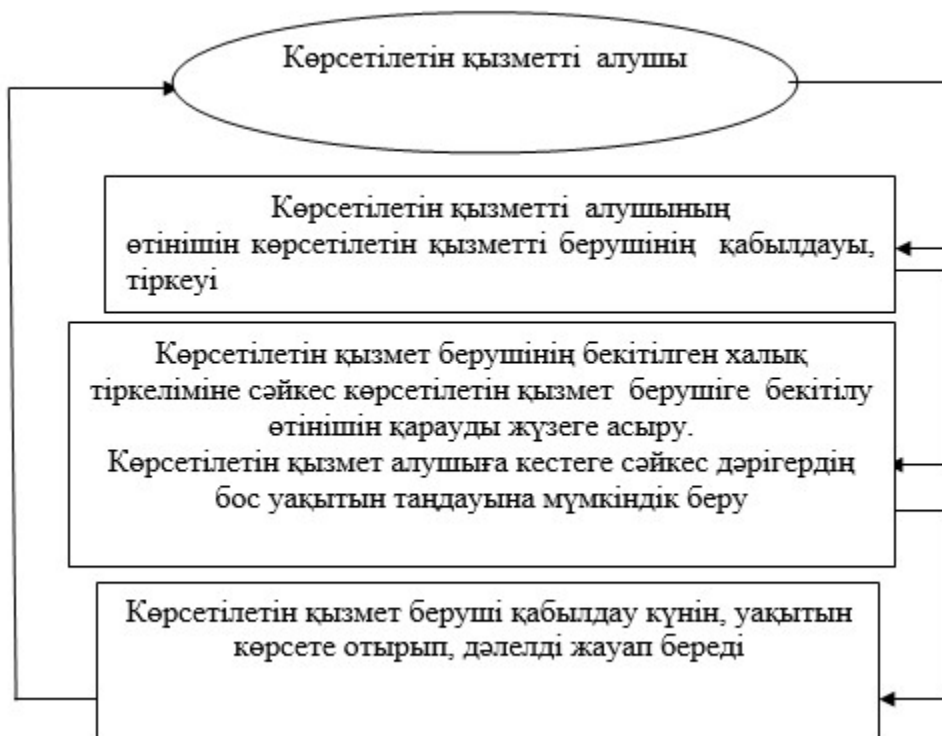 Көрсетілетін қызметті алушы
Көрсетілетін қызметті алушының
өтінішін көрсетілетін қызметті берушінің қабылдауы,
тіркеуі
Көрсетілетін қызмет берушінің бекітілген халық
тіркеліміне сәйкес көрсетілетін қызмет берушіге бекітілу
өтінішін қарауды жүзеге асыру.
Көрсетілетін қызмет алушыға кестеге сәйкес дәрігердің
бос уақытын таңдауына мүмкіндік беру
Көрсетілетін қызмет беруші қабылдау күнін, уақытын
көрсете отырып, дәлелді жауап береді